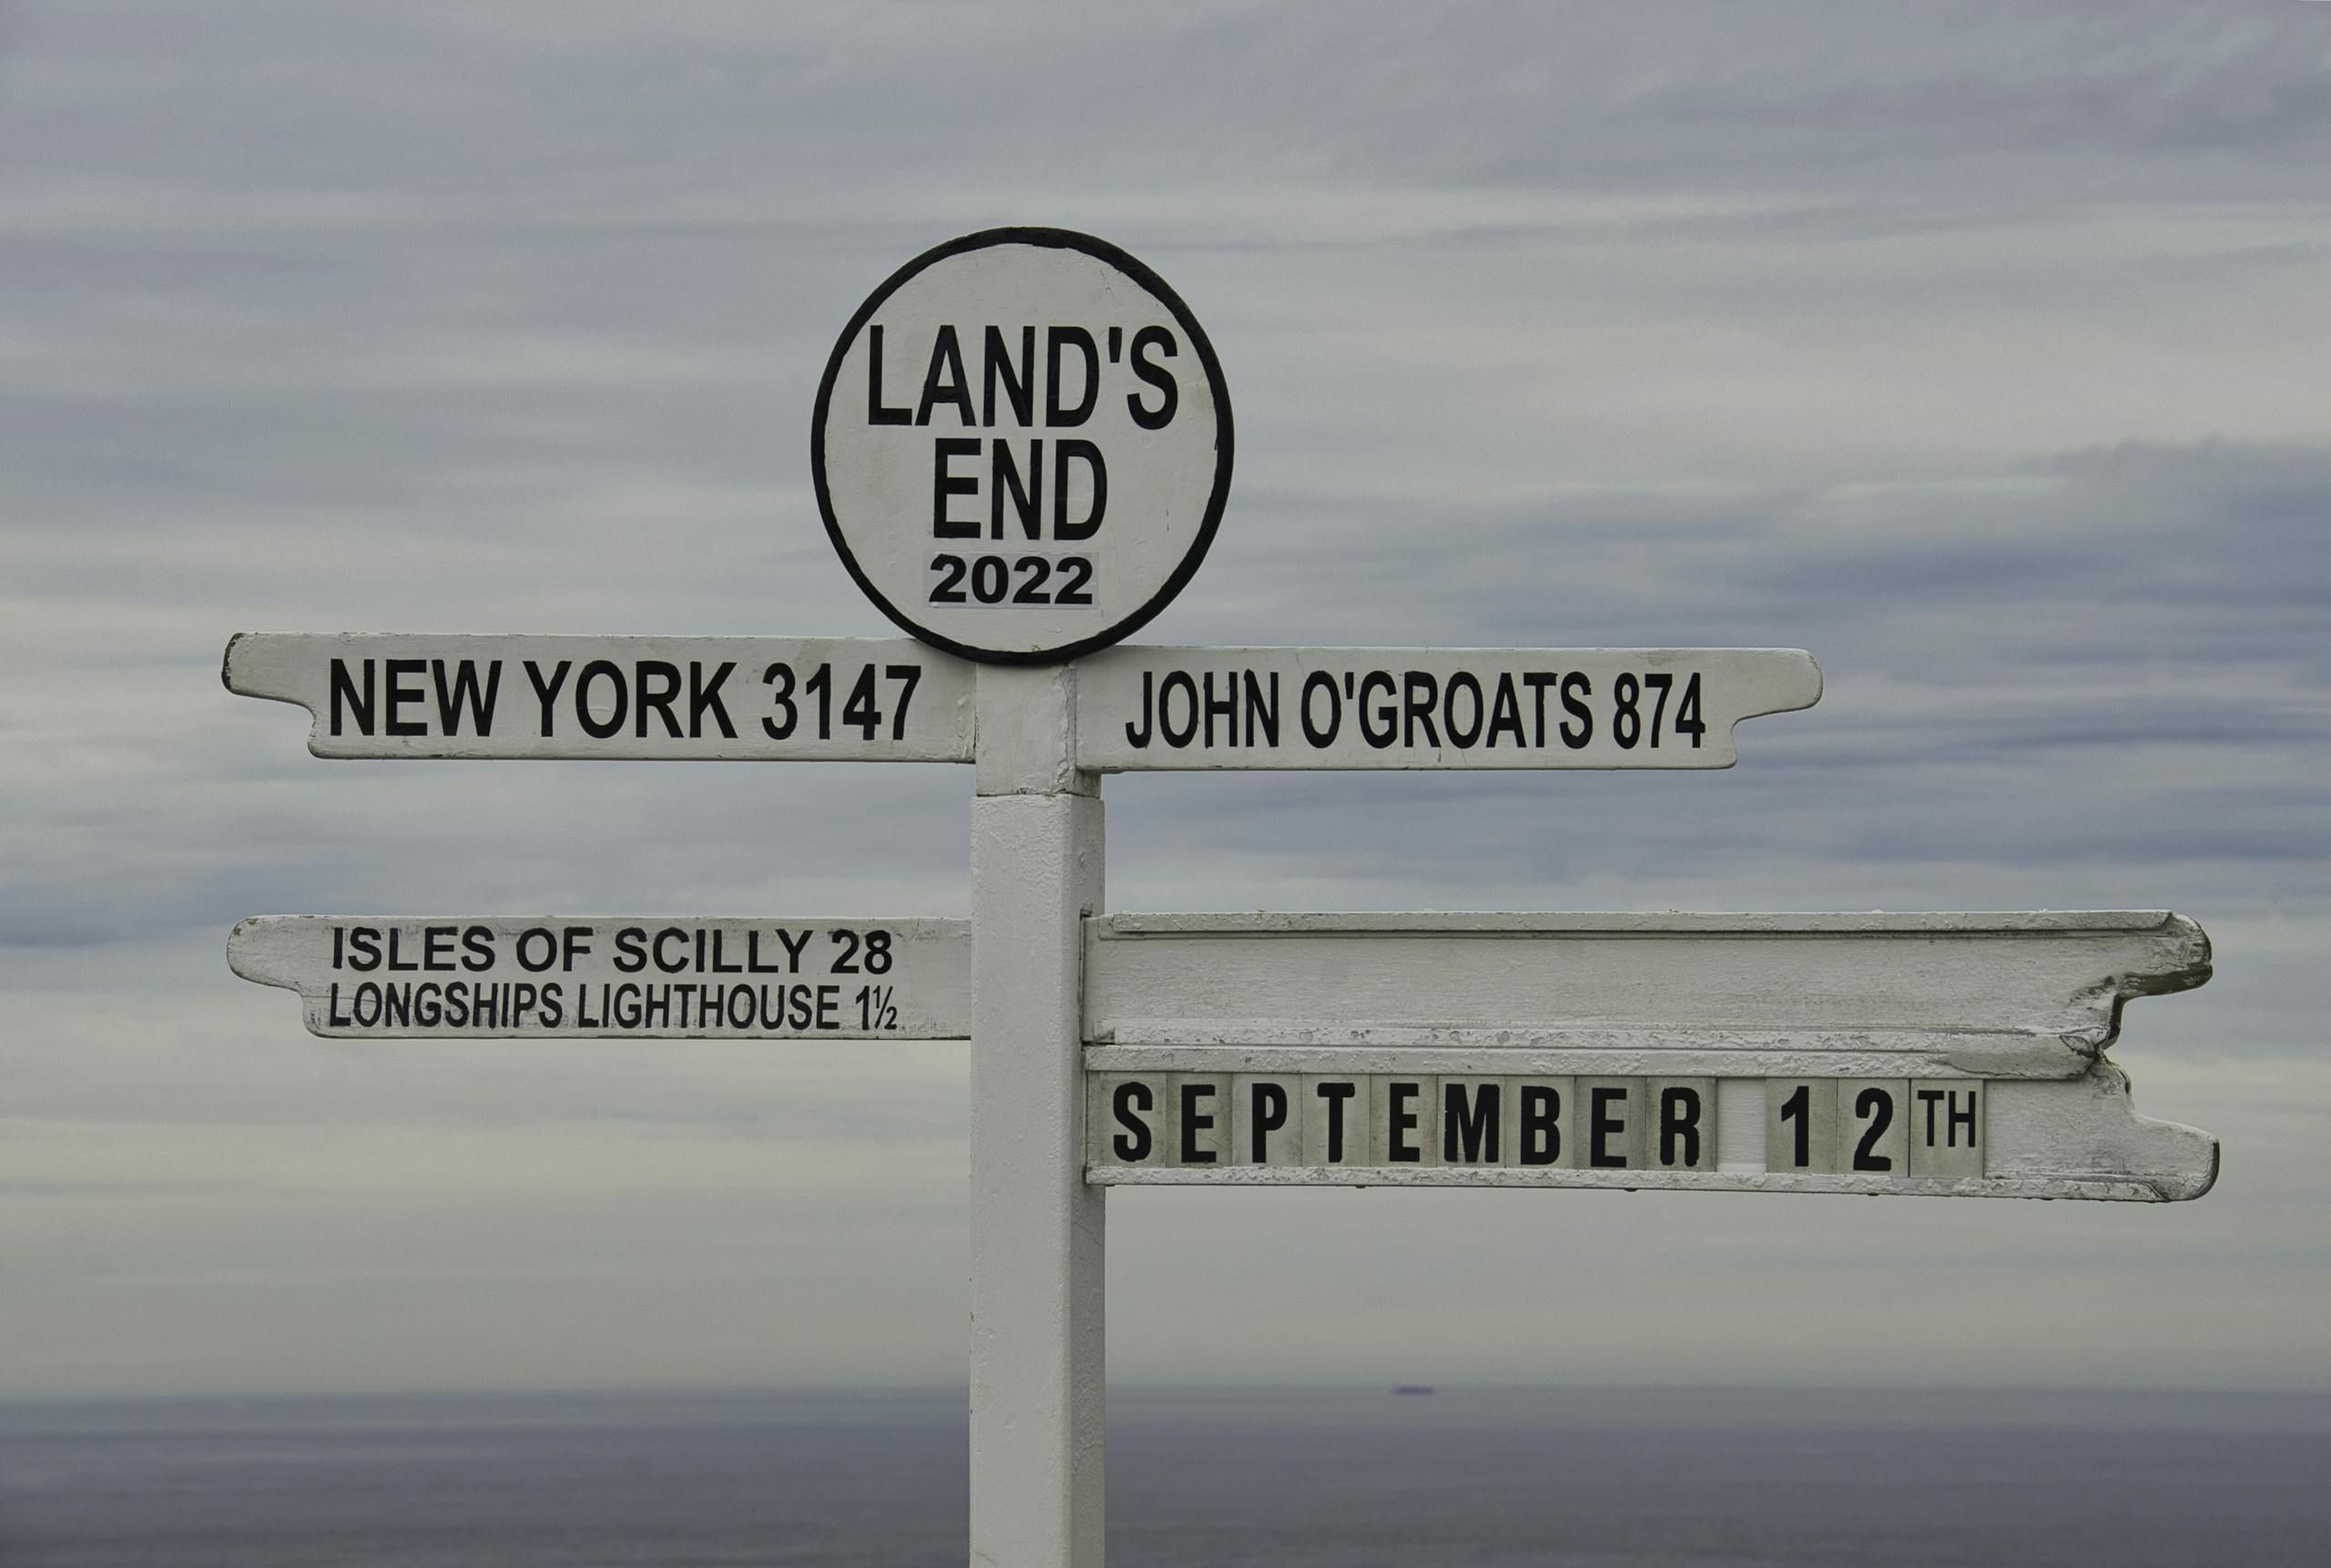 LAND'S
END
2022
NEW YORK 3147
JOHN O'GROATS 874
ISLES OF SCILLY 28
LONGSHIPS LIGHTHOUSE 1½
SEPTEMBER 12TH